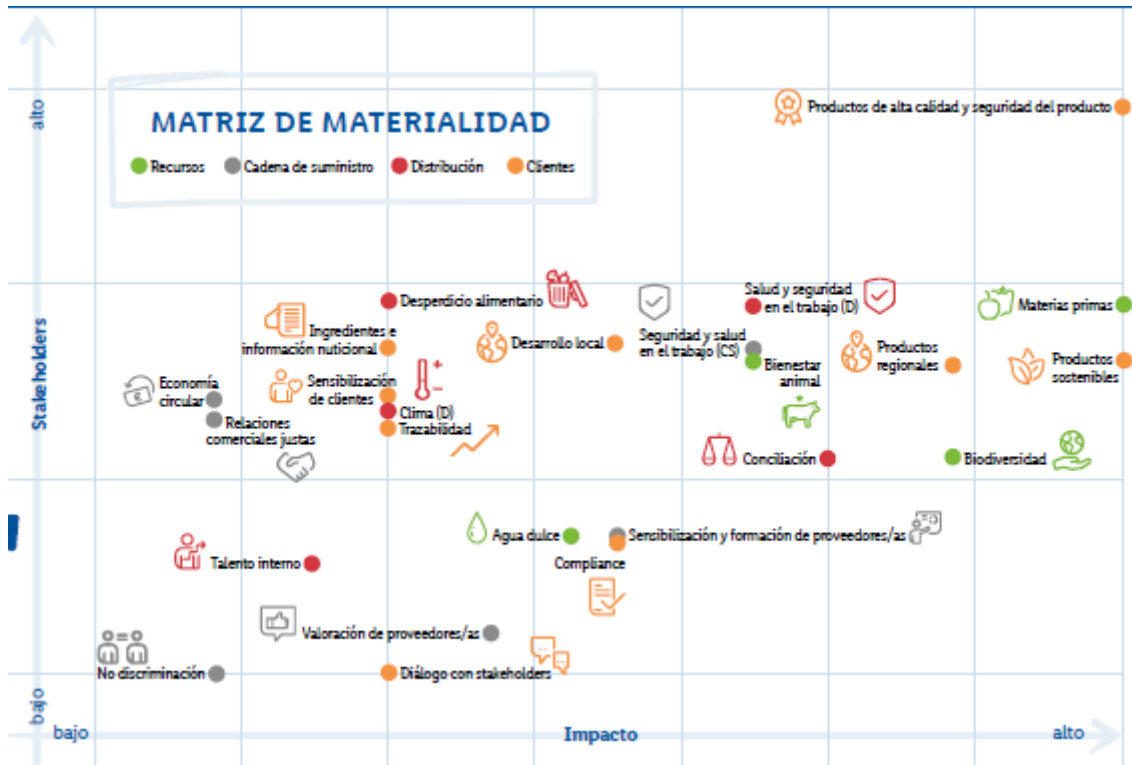 alto
MATRIZ DE MATERIALIDAD
Recursos
Cadena de suministro
Distribución
Clientes
Productos de alta calidad y seguridad del producto
Stakeholders
Desperdicio alimentario
Salud y seguridad
en el trabajo (D)
Materias primas
Ingredientes e
información nuticional
Desarrollo local
Seguridad y salud
en el trabajo (CS)
Bienestar
animal
Productos
regionales
Productos
sostenibles
Economía
circular
Sensibilización
de clientes
Relaciones
comerciales justas
Clima (D)
Trazabilidad
Conciliación
Biodiversidad
Agua dulce
Sensibilización y formación de proveedores/as
Compliance
Talento interno
Valoración de proveedores/as
No discriminación
Diálogo con stakeholders
bajo
bajo
Impacto
alto